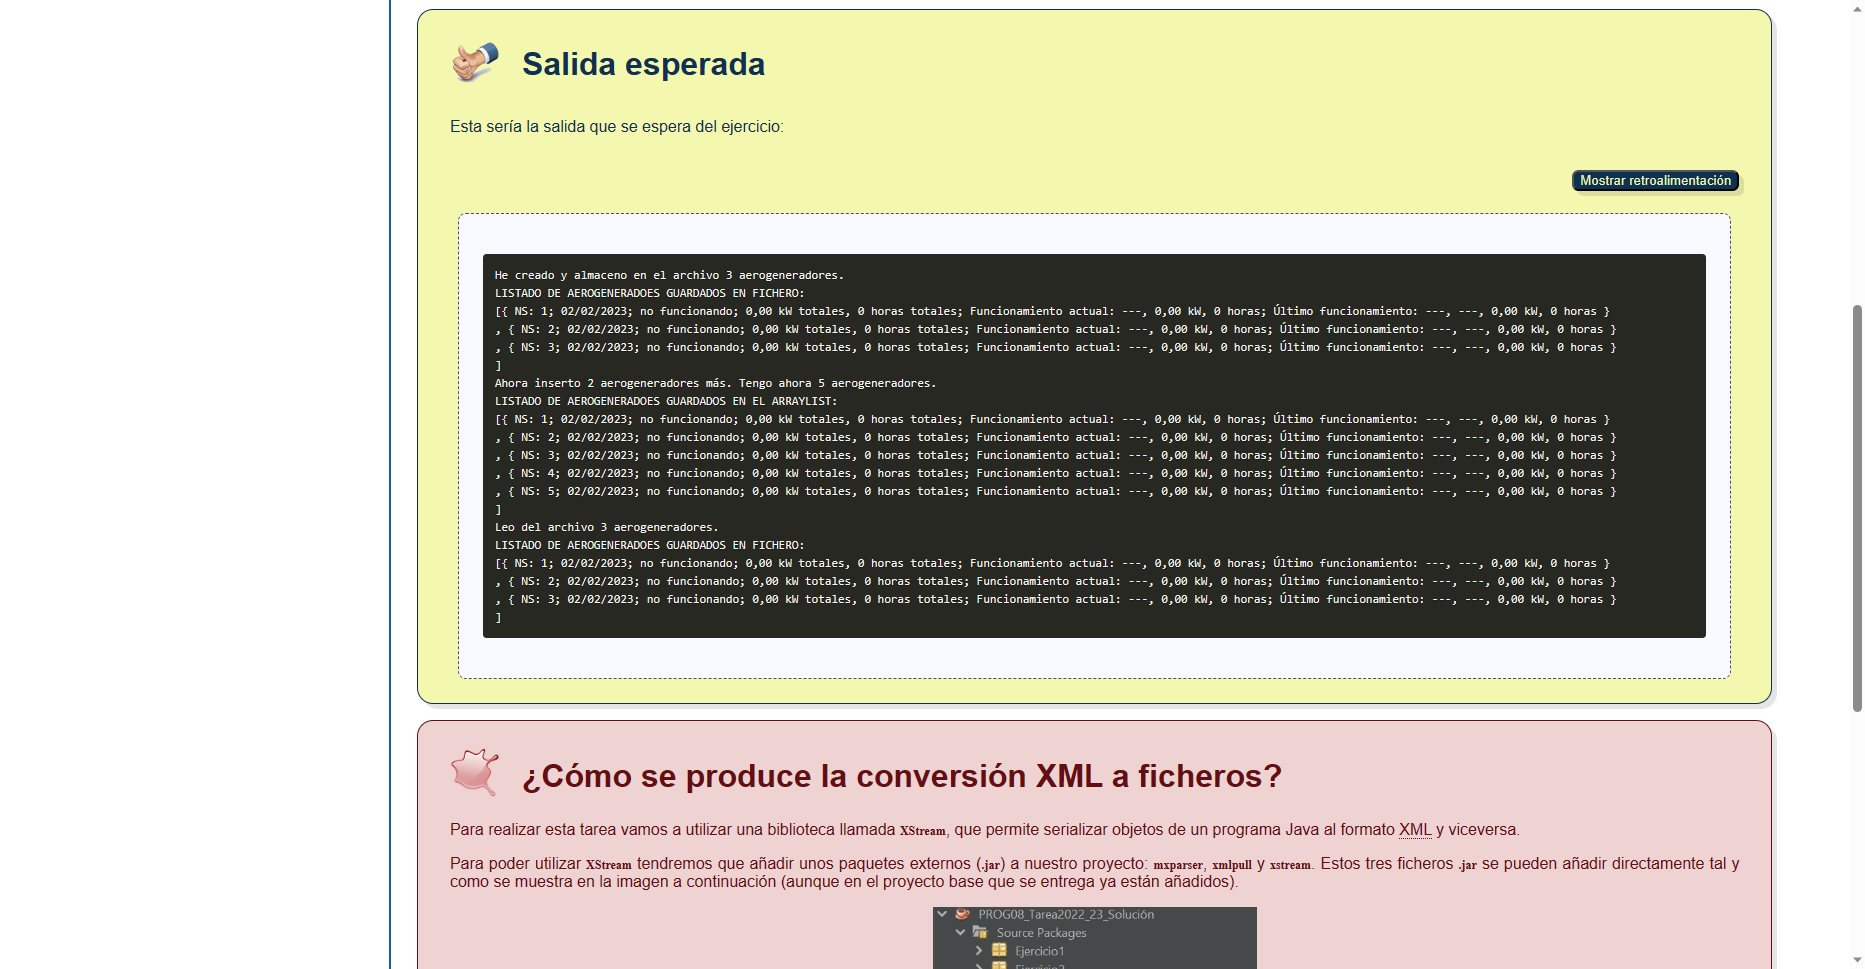 Salida esperada
Esta sería la salida que se espera del ejercicio:
Mostrar retroalimentación
He creado y almaceno en el archivo 3 aerogeneradores.
LISTADO DE AEROGENERADOES GUARDADOS EN FICHERO:
[{ NS: 1; 02/02/2023; no funcionando; 0,00 kW totales, 0 horas totales; Funcionamiento actual: ---, 0,00 kW, 0 horas; Último funcionamiento: ---, ---, 0,00 kW, 0 horas }
, { NS: 2; 02/02/2023; no funcionando; 0,00 kW totales, 0 horas totales; Funcionamiento actual: ---, 0,00 kW, 0 horas; Último funcionamiento: ---, ---, 0,00 kW, 0 horas }
, { NS: 3; 02/02/2023; no funcionando; 0,00 kW totales, 0 horas totales; Funcionamiento actual: ---, 0,00 kW, 0 horas; Último funcionamiento: ---, ---, 0,00 kW, 0 horas }
]
Ahora inserto 2 aerogeneradores más. Tengo ahora 5 aerogeneradores.
LISTADO DE AEROGENERADOES GUARDADOS EN EL ARRAYLIST:
[{ NS: 1; 02/02/2023; no funcionando; 0,00 kW totales, 0 horas totales; Funcionamiento actual: ---, 0,00 kW, 0 horas; Último funcionamiento: ---, ---, 0,00 kW, 0 horas }
, { NS: 2; 02/02/2023; no funcionando; 0,00 kW totales, 0 horas totales; Funcionamiento actual: ---, 0,00 kW, 0 horas; Último funcionamiento: ---, ---, 0,00 kW, 0 horas }
, { NS: 3; 02/02/2023; no funcionando; 0,00 kW totales, 0 horas totales; Funcionamiento actual: ---, 0,00 kW, 0 horas; Último funcionamiento: ---, ---, 0,00 kW, 0 horas }
, { NS: 4; 02/02/2023; no funcionando; 0,00 kW totales, 0 horas totales; Funcionamiento actual: ---, 0,00 kW, 0 horas; Último funcionamiento: ---, ---, 0,00 kW, 0 horas }
, { NS: 5; 02/02/2023; no funcionando; 0,00 kW totales, 0 horas totales; Funcionamiento actual: ---, 0,00 kW, 0 horas; Último funcionamiento: ---, ---, 0,00 kW, 0 horas }
]
Leo del archivo 3 aerogeneradores.
LISTADO DE AEROGENERADOES GUARDADOS EN FICHERO:
[{ NS: 1; 02/02/2023; no funcionando; 0,00 kW totales, 0 horas totales; Funcionamiento actual: ---, 0,00 kW, 0 horas; Último funcionamiento: ---, ---, 0,00 kW, 0 horas }
, { NS: 2; 02/02/2023; no funcionando; 0,00 kW totales, 0 horas totales; Funcionamiento actual: ---, 0,00 kW, 0 horas; Último funcionamiento: ---, ---, 0,00 kW, 0 horas }
, { NS: 3; 02/02/2023; no funcionando; 0,00 kW totales, 0 horas totales; Funcionamiento actual: ---, 0,00 kW, 0 horas; Último funcionamiento: ---, ---, 0,00 kW, 0 horas }
]
¿Cómo se produce la conversión XML a ficheros?
Para realizar esta tarea vamos a utilizar una biblioteca llamada XStream, que permite serializar objetos de un programa Java al formato XML y viceversa.
Para poder utilizar XStream tendremos que añadir unos paquetes externos (.jar) a nuestro proyecto: mxparser, xmlpull y xstream. Estos tres ficheros .jar se pueden añadir directamente tal y
como se muestra en la imagen a continuación (aunque en el proyecto base que se entrega ya están añadidos).
PROG08_Tarea2022_23_Solución
Source Packages
Ejercicio1